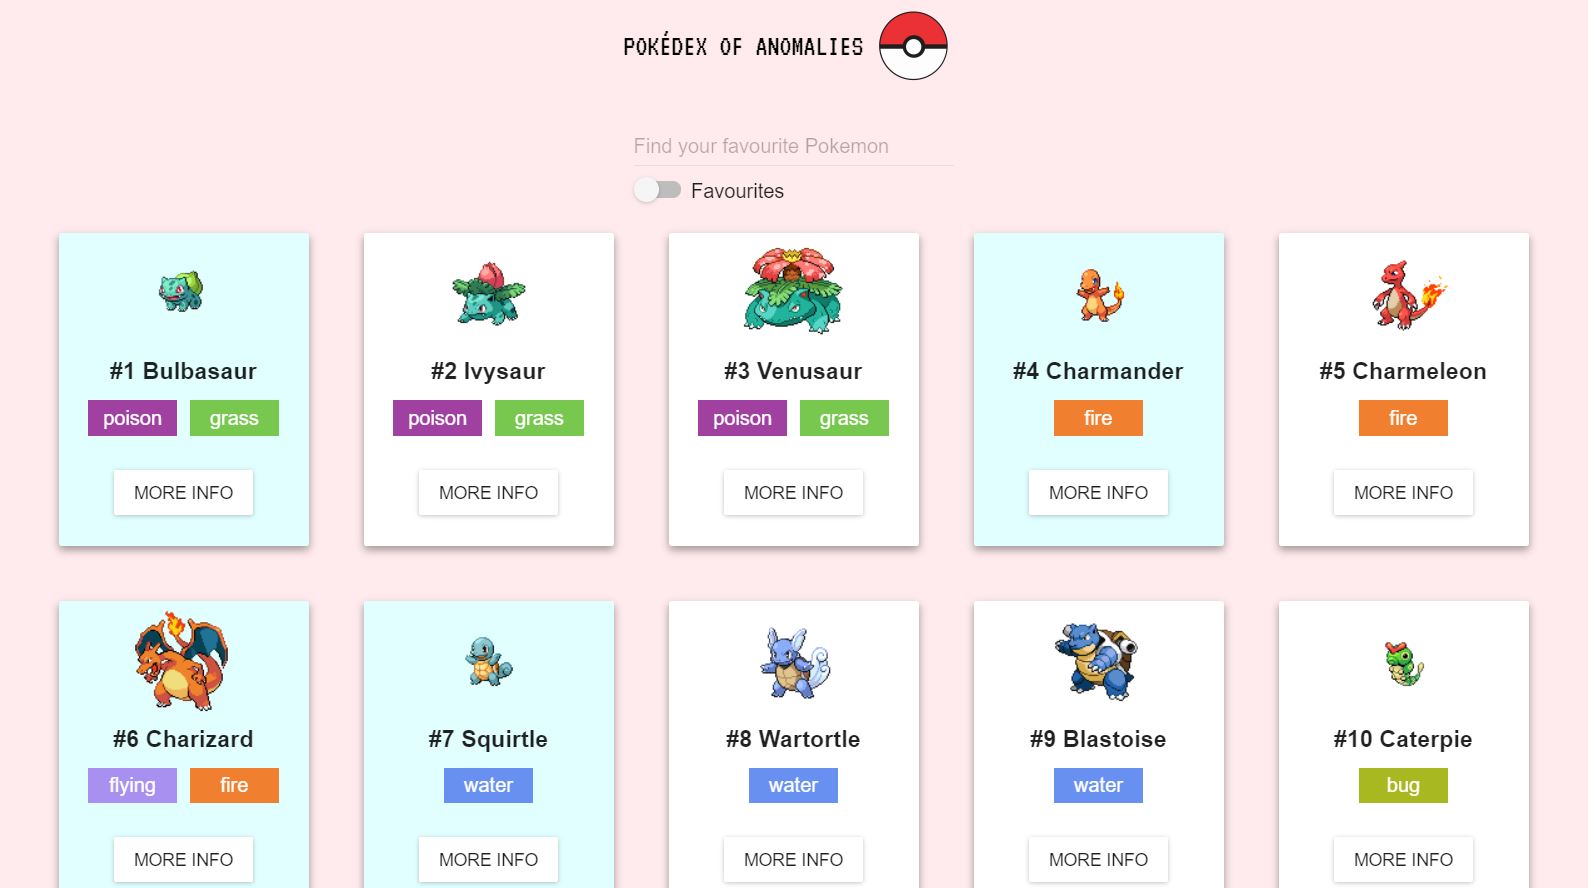 POKÉDEX OF ANOMALIES
Find your favourite Pokemon
Favourites
#1 Bulbasaur
poison grass
MORE INFO
#2 Ivysaur
poison grass
MORE INFO
#3 Venusaur
poison grass
MORE INFO
#4 Charmander
fire
MORE INFO
#5 Charmeleon
fire
MORE INFO
#6 Charizard
flying fire
MORE INFO
#7 Squirtle
water
MORE INFO
#8 Wartortle
water
MORE INFO
#9 Blastoise
water
MORE INFO
#10 Caterpie
bug
MORE INFO